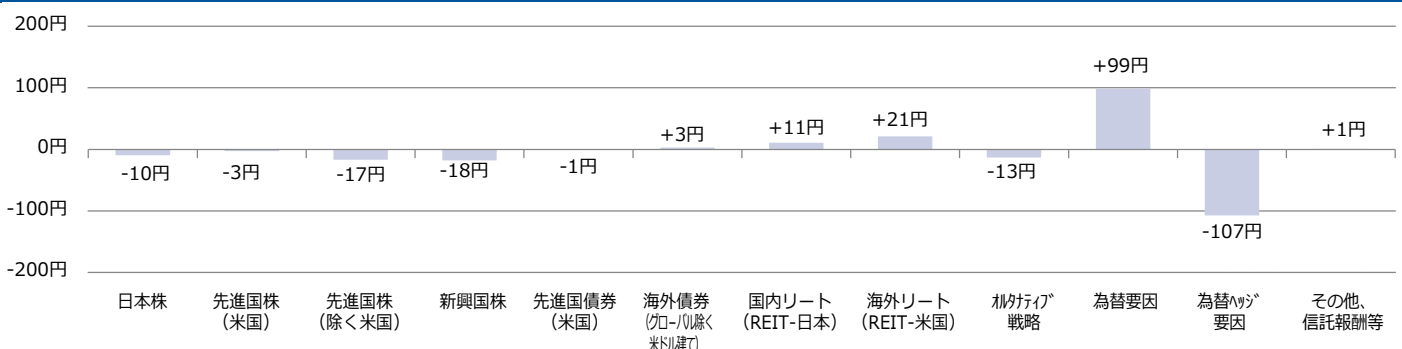 200円
+99円
100円
+21円
+11円
+3円
+1円
0円
-10円
-3円
-17円
-18円
-1円
-13円
-100円
-107円
-200円
日本株
先進国株
（米国）
先進国株
（除く米国）
新興国株
先進国債券
（米国）
海外債券
(グローバル除く
米ドル建て)
国内リート
（REIT-日本）
海外リート
（REIT-米国）
ｵﾙﾀﾅﾃｨﾌﾞ
戦略
為替要因
為替ﾍｯｼﾞ
要因
その他、
信託報酬等